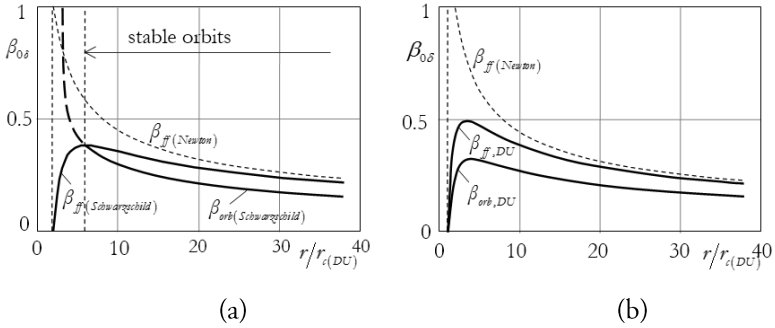 1
β0δ
0.5
0
0
10
20
30
40
stable orbits
βff(Newton)
βff(Schwarzschild)
βorb(Schwarzschild)
r/rc(DU)
(a)
1
β0δ
0.5
0
0
10
20
30
40
βff(Newton)
βff,DU
βorb,DU
r/rc(DU)
(b)